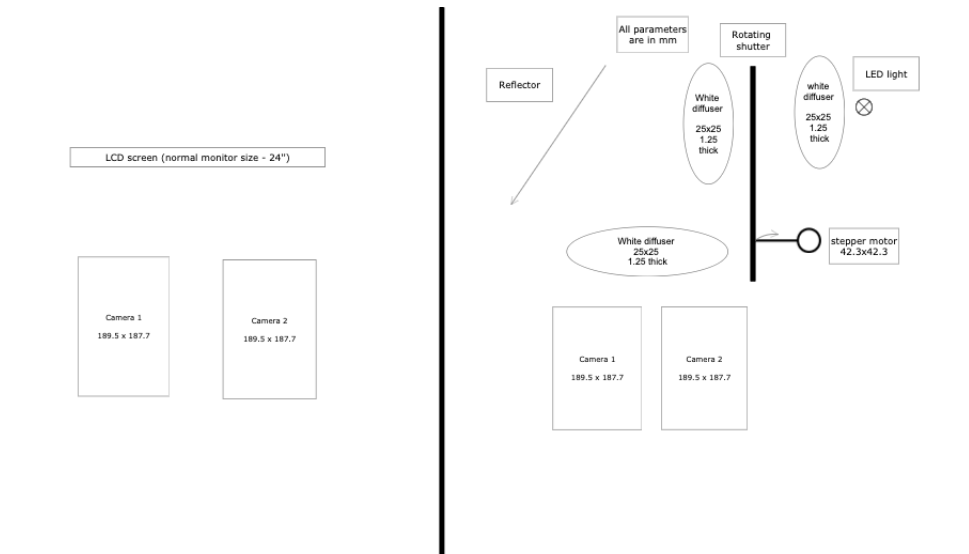 LCD screen (normal monitor size - 24")
Camera 1
189.5 x 187.7
Camera 2
189.5 x 187.7
All parameters
are in mm
Rotating
shutter
Reflector
White
diffuser
25x25
1.25
thick
white
diffuser
25x25
1.25
thick
LED light
White diffuser
25x25
1.25 thick
stepper motor
42.3x42.3
Camera 1
189.5 x 187.7
Camera 2
189.5 x 187.7